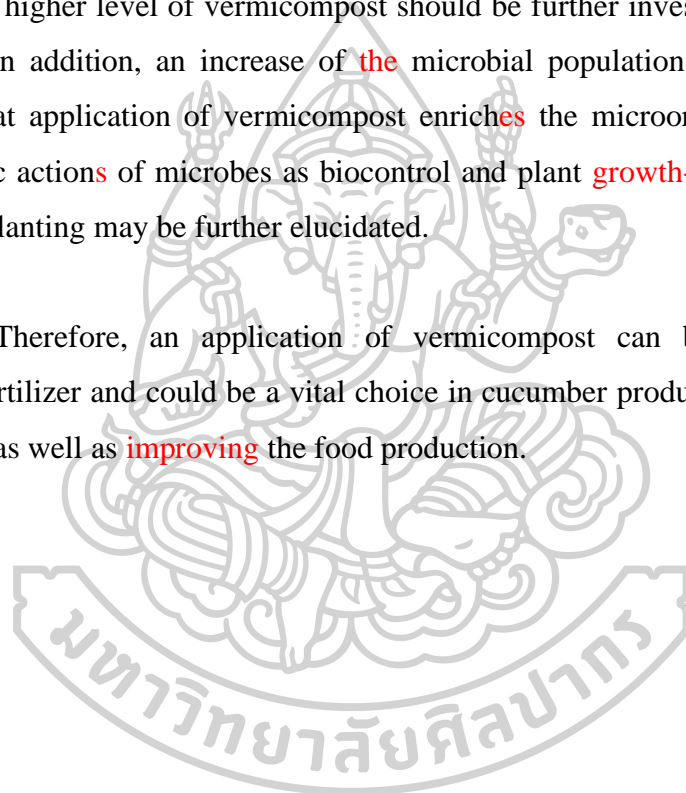 higher level of vermicompost should be further inves
n addition, an increase of the microbial population
at application of vermicompost enriches the microor
c actions of microbes as biocontrol and plant growth-
lanting may be further elucidated.
Therefore, an application of vermicompost can b
rtilizer and could be a vital choice in cucumber produ
as well as improving the food production.
มหาวิทยาลัยศิลปากร